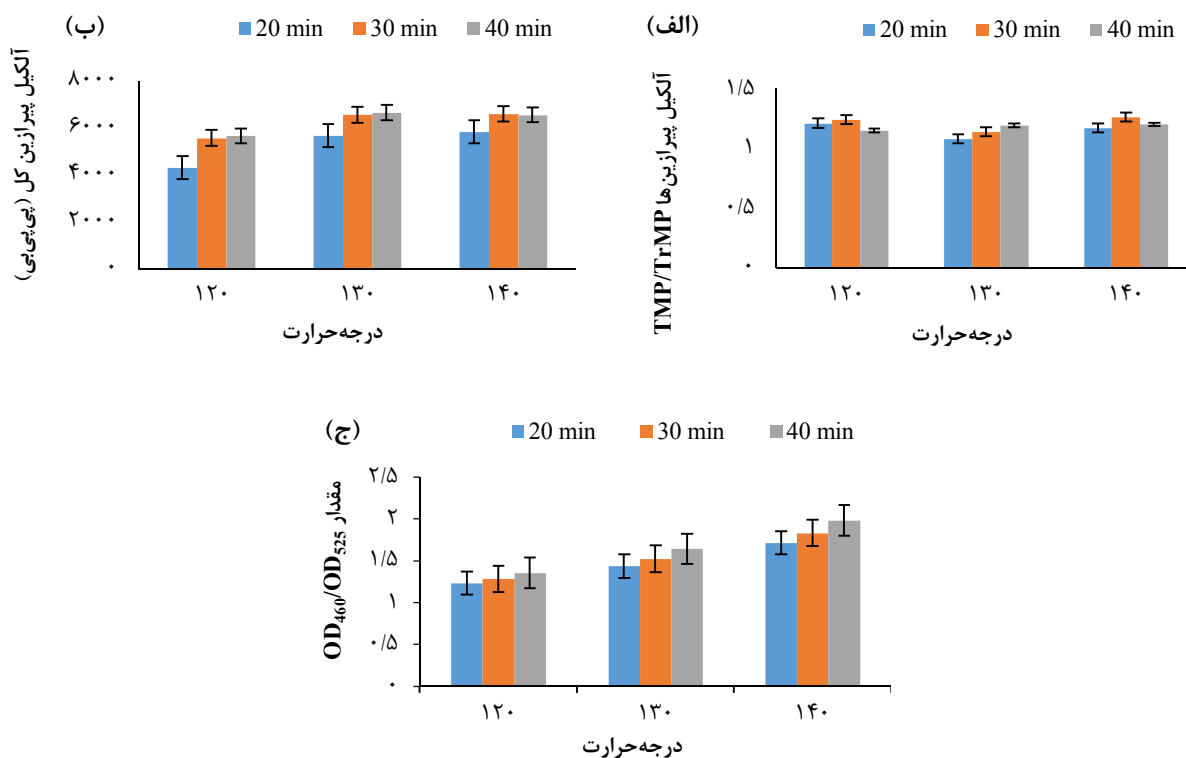 (الف)
20 min 30 min 40 min
آلکیل پیرازین‌ها TMP/TrMP
۱/۵
۱
۰/۵
۰
۱۲۰ ۱۳۰ ۱۴۰
درجه‌حرارت
(ب)
20 min 30 min 40 min
آلکیل پیرازین کل (پی‌پی‌بی)
۸۰۰۰
۶۰۰۰
۴۰۰۰
۲۰۰۰
۰
۱۲۰ ۱۳۰ ۱۴۰
درجه‌حرارت
(ج)
20 min 30 min 40 min
مقدار OD460/OD525
۲/۵
۲
۱/۵
۱
۰/۵
۰
۱۲۰ ۱۳۰ ۱۴۰
درجه‌حرارت